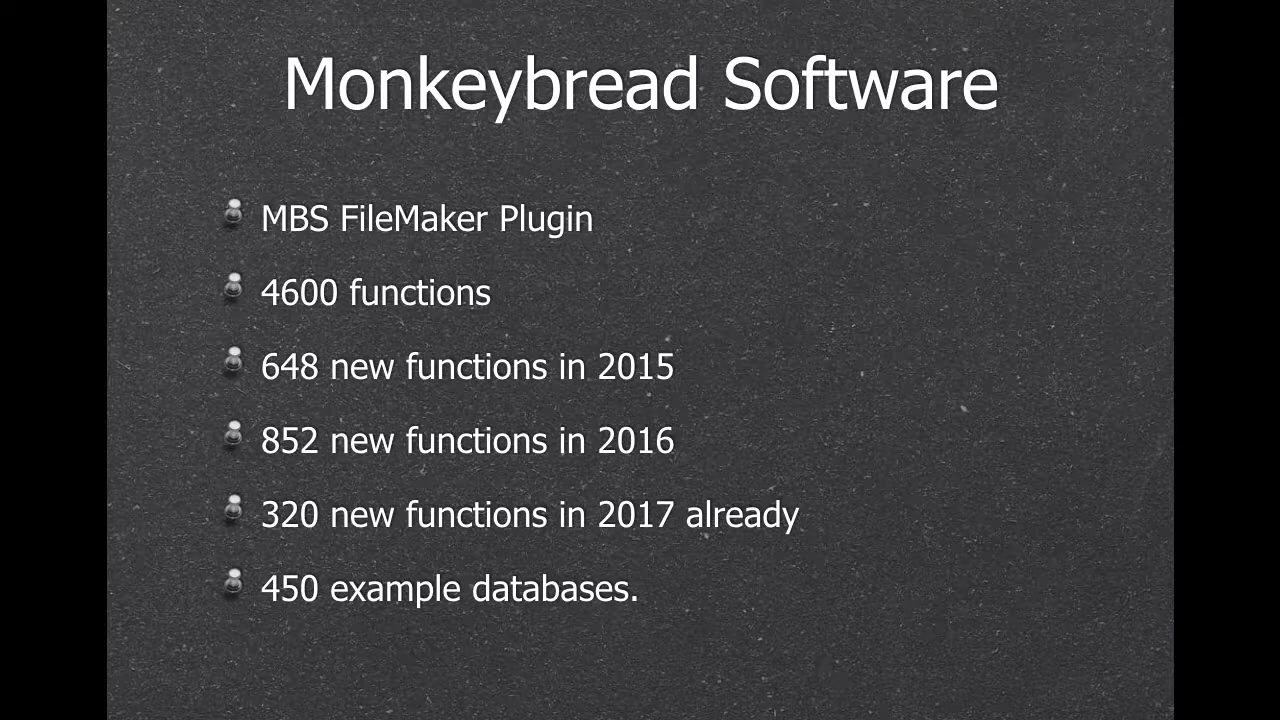 Monkeybread Software
MBS FileMaker Plugin
4600 functions
648 new functions in 2015
852 new functions in 2016
320 new functions in 2017 already
450 example databases.